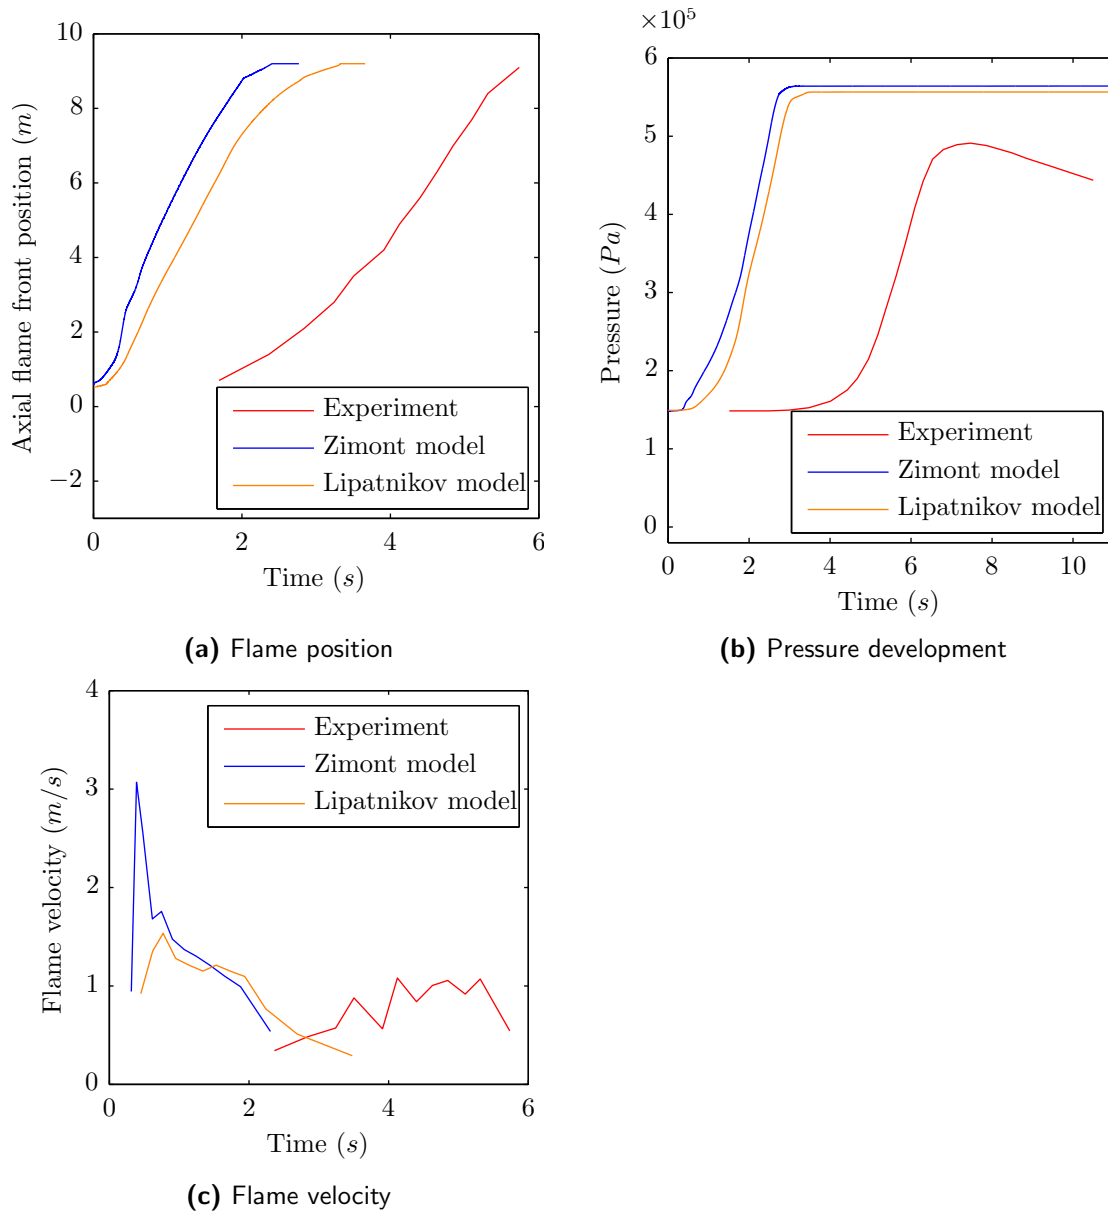 10
8
6
4
2
0
−2
Axial flame front position (m)
Experiment
Zimont model
Lipatnikov model
0 2 4 6
Time (s)
(a) Flame position
×10⁵
6
5
4
3
2
1
0
Pressure (Pa)
Experiment
Zimont model
Lipatnikov model
0 2 4 6 8 10
Time (s)
(b) Pressure development
4
3
2
1
0
Flame velocity (m/s)
Experiment
Zimont model
Lipatnikov model
0 2 4 6
Time (s)
(c) Flame velocity